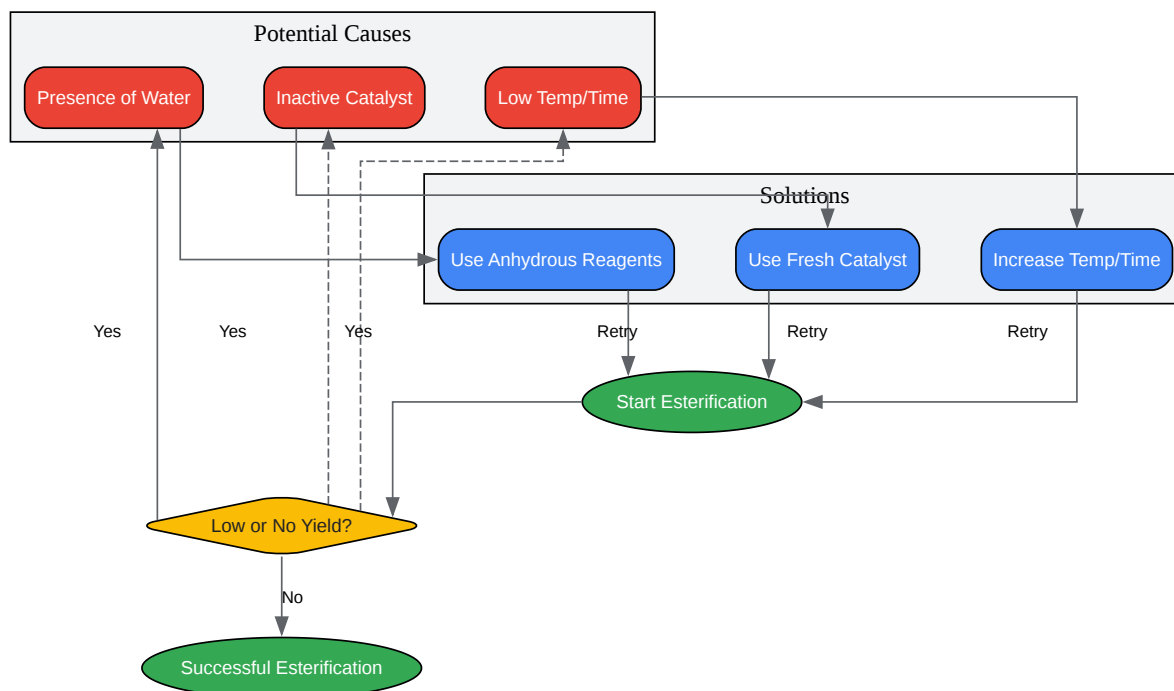 Potential Causes
Presence of Water
Inactive Catalyst
Low Temp/Time
Solutions
Use Anhydrous Reagents
Use Fresh Catalyst
Increase Temp/Time
Yes
Yes
Yes
Retry
Retry
Retry
Start Esterification
Low or No Yield?
No
Successful Esterification